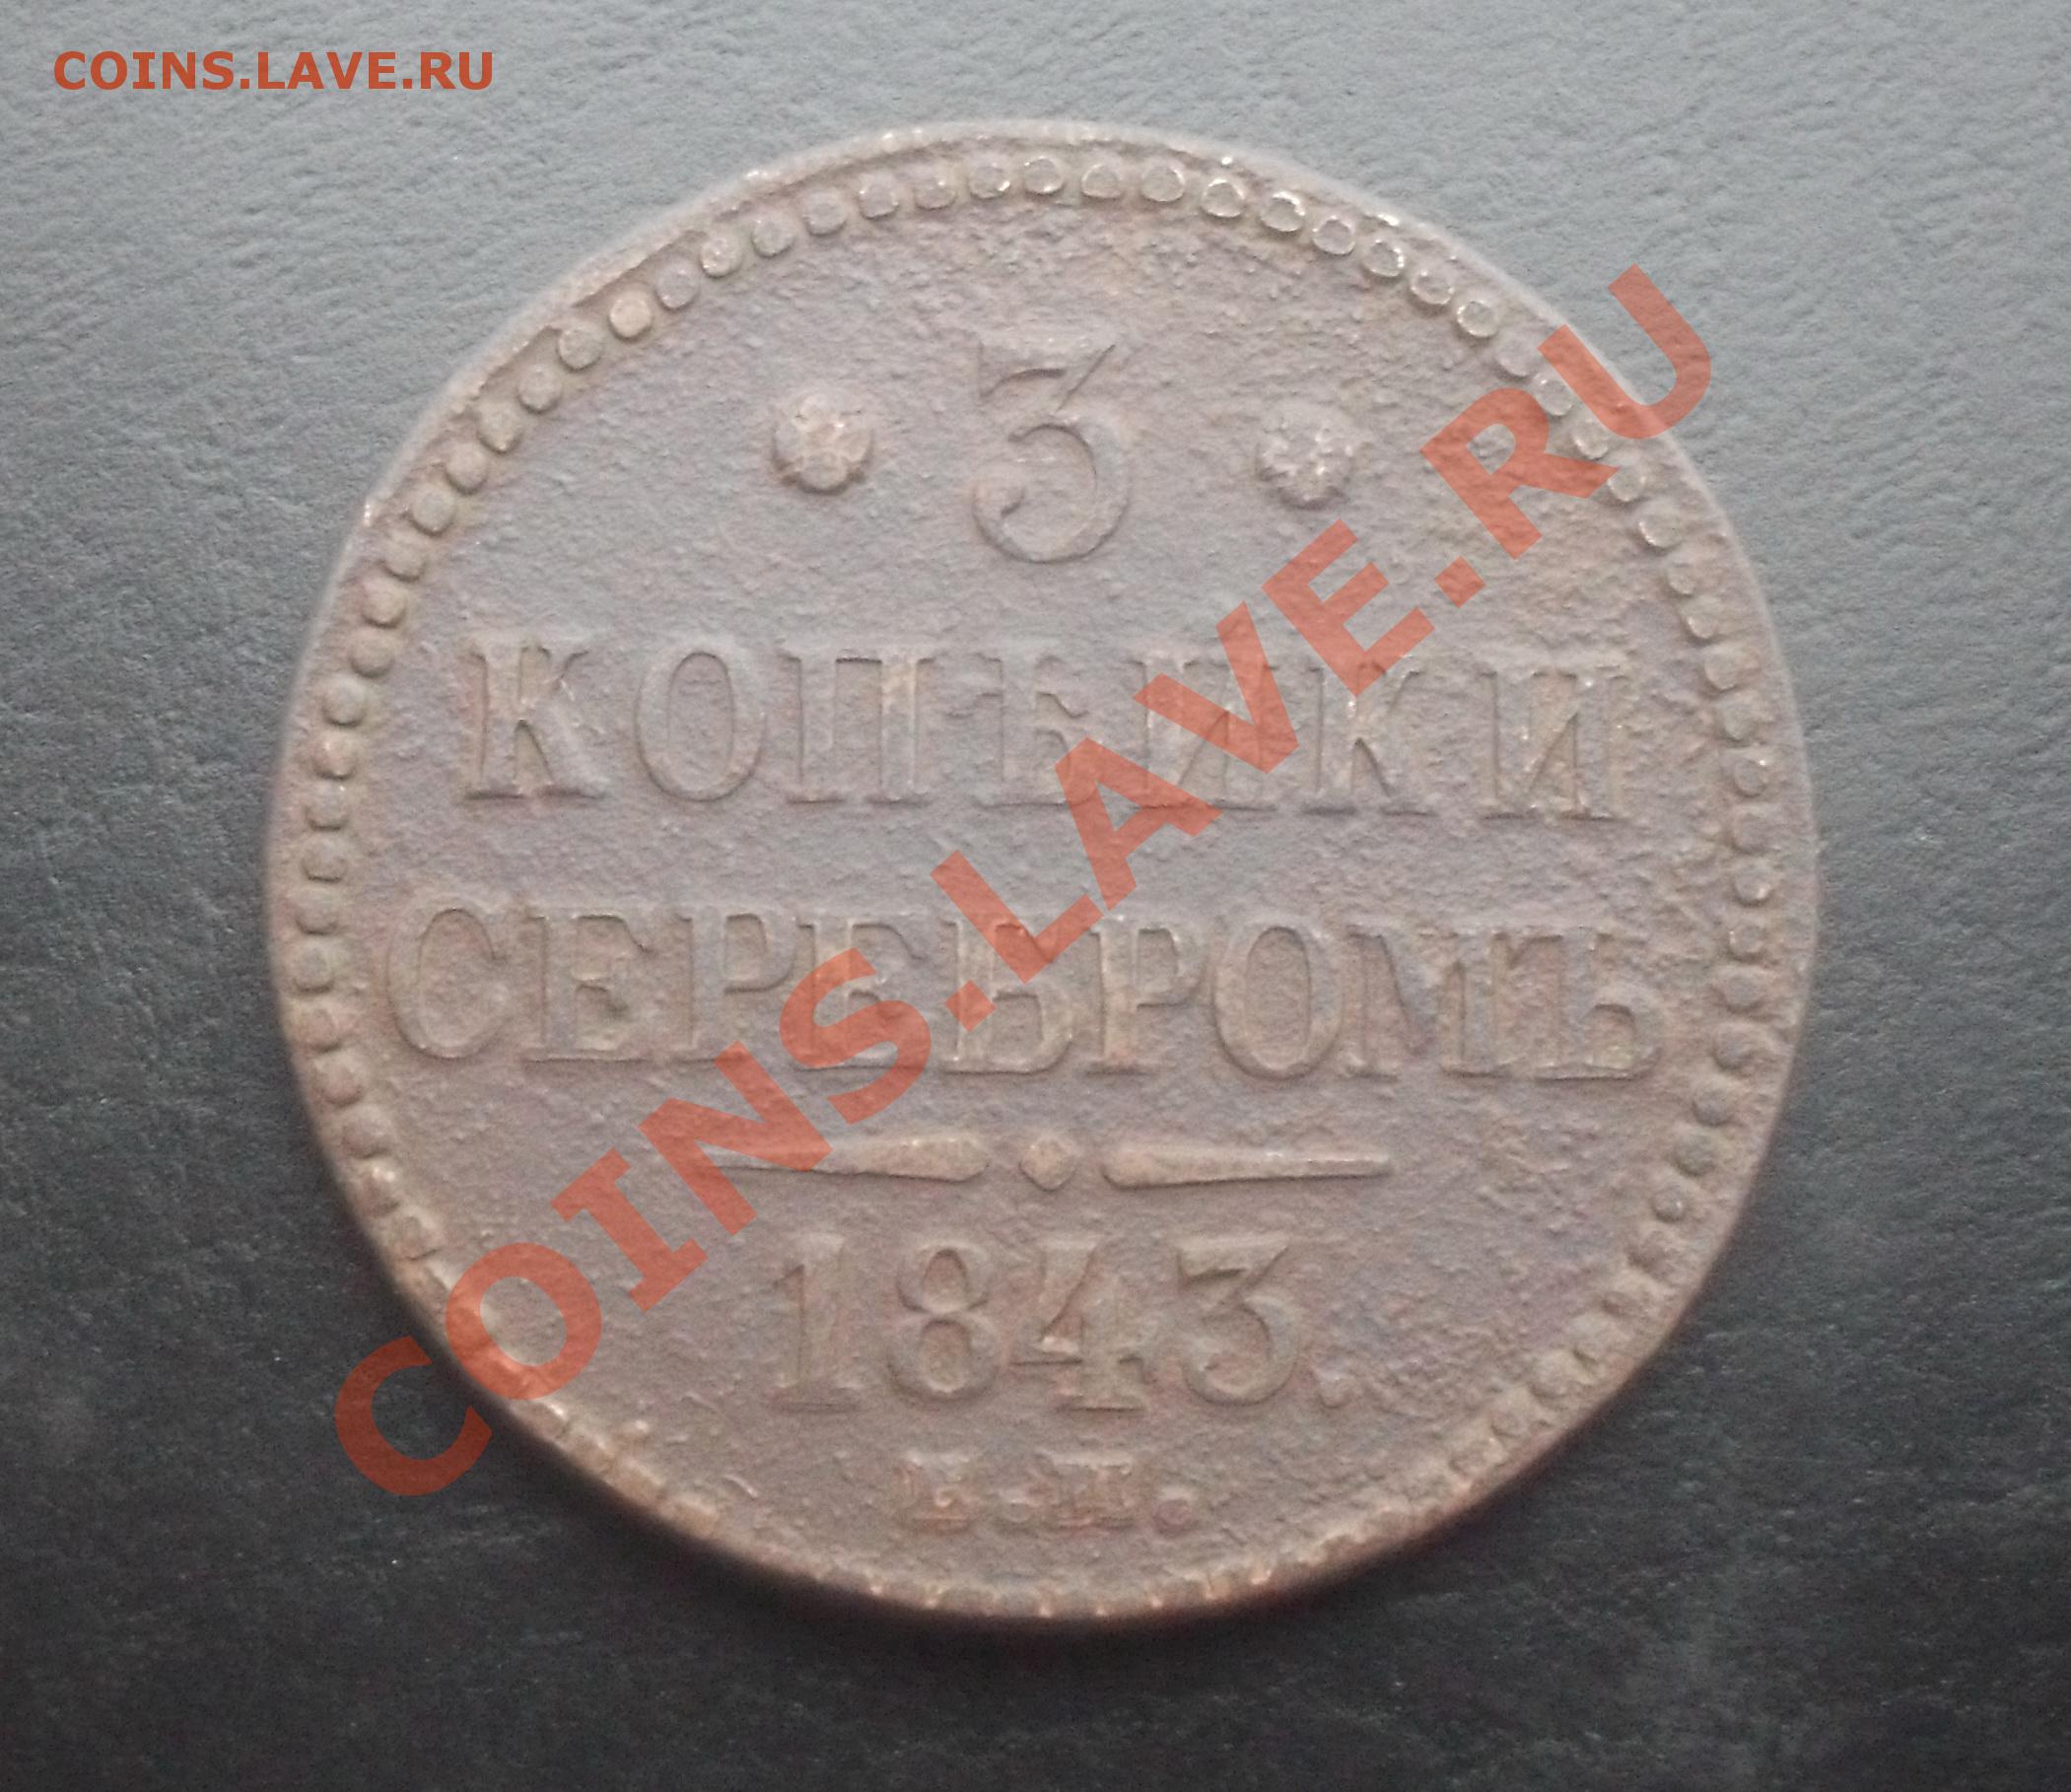 COINS.LAVE.RU
3
КОПѢЙКИ
СЕРЕБРОМЪ
1843.
Е.М.
COINS.LAVE.RU